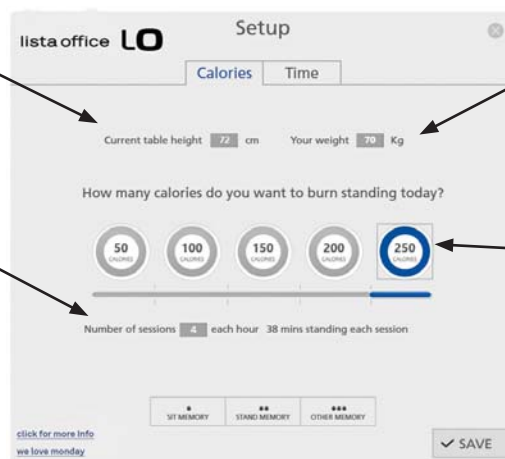 lista office LO
Setup
Calories
Time
Current table height 72 cm Your weight 70 Kg
How many calories do you want to burn standing today?
50 CALORIES
100 CALORIES
150 CALORIES
200 CALORIES
250 CALORIES
Number of sessions 4 each hour 38 mins standing each session
SIT MEMORY
STAND MEMORY
OTHER MEMORY
click for more Info
we love monday
SAVE